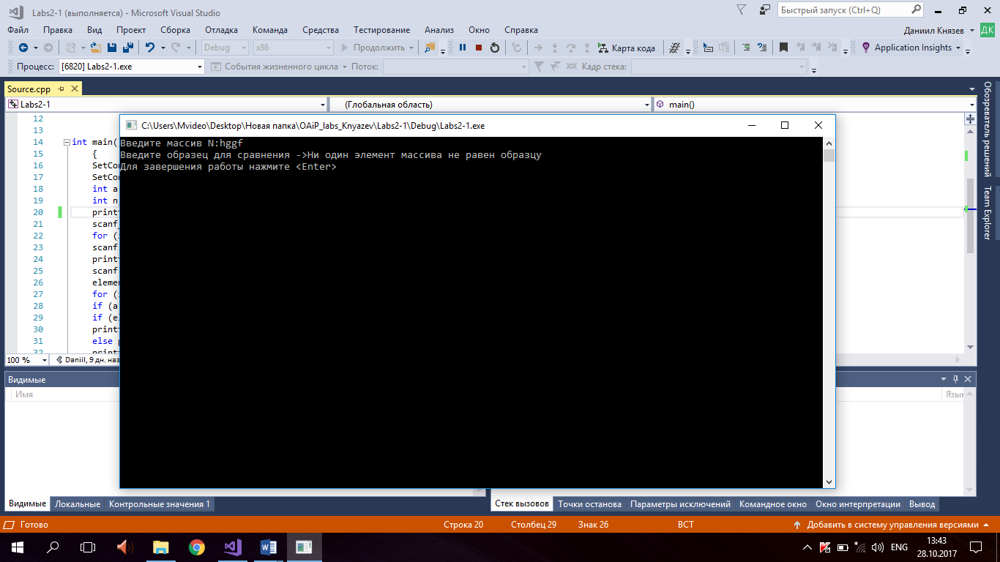 Labs2-1 (выполняется) - Microsoft Visual Studio
Быстрый запуск (Ctrl+Q)
Файл Правка Вид Проект Сборка Отладка Команда Средства Тестирование Анализ Окно Справка
Даниил Князев ДК
Debug x86 Продолжить Карта кода Application Insights
Процесс: [6820] Labs2-1.exe События жизненного цикла Поток: Кадр стека:
Source.cpp
Labs2-1 (Глобальная область) main()
C:\Users\Mvideo\Desktop\Новая папка\OAiP_labs_Knyazev\Labs2-1\Debug\Labs2-1.exe
Введите массив N:hggf
Введите образец для сравнения ->Ни один элемент массива не равен образцу
Для завершения работы нажмите <Enter>
12
13
14 int main(
15 {
16 SetCon
17 SetCon
18 int a
19 int n
20 print
21 scanf_
22 for (
23 scanf
24 print
25 scanf
26 elemen
27 for (
28 if (a
29 if (el
30 print
31 else p
32 print
100 % Daniil, 9 дн. наз
Обозреватель решений
Team Explorer
Видимые
Имя
Язык
Видимые Локальные Контрольные значения 1
Стек вызовов Точки останова Параметры исключений Командное окно Окно интерпретации Вывод
Готово Строка 20 Столбец 29 Знак 26 ВСТ Добавить в систему управления версиями
ENG
13:43
28.10.2017